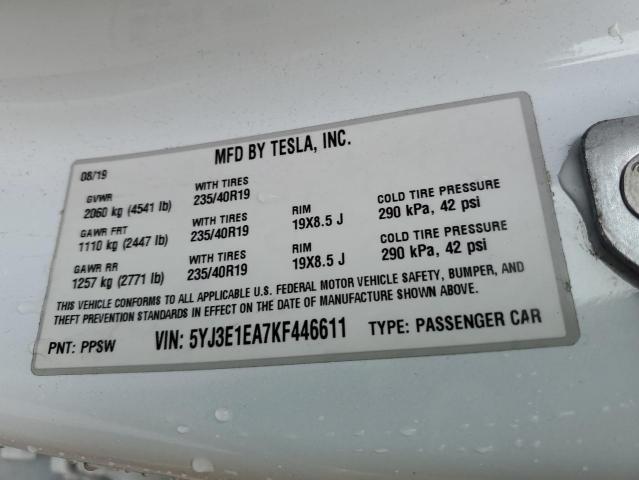 MFD BY TESLA, INC.
08/19
GVWR WITH TIRES
2060 kg (4541 lb) 235/40R19
GAWR FRT WITH TIRES RIM COLD TIRE PRESSURE
1110 kg (2447 lb) 235/40R19 19X8.5 J 290 kPa, 42 psi
GAWR RR WITH TIRES RIM COLD TIRE PRESSURE
1257 kg (2771 lb) 235/40R19 19X8.5 J 290 kPa, 42 psi
THIS VEHICLE CONFORMS TO ALL APPLICABLE U.S. FEDERAL MOTOR VEHICLE SAFETY, BUMPER, AND
THEFT PREVENTION STANDARDS IN EFFECT ON THE DATE OF MANUFACTURE SHOWN ABOVE.
PNT: PPSW VIN: 5YJ3E1EA7KF446611 TYPE: PASSENGER CAR